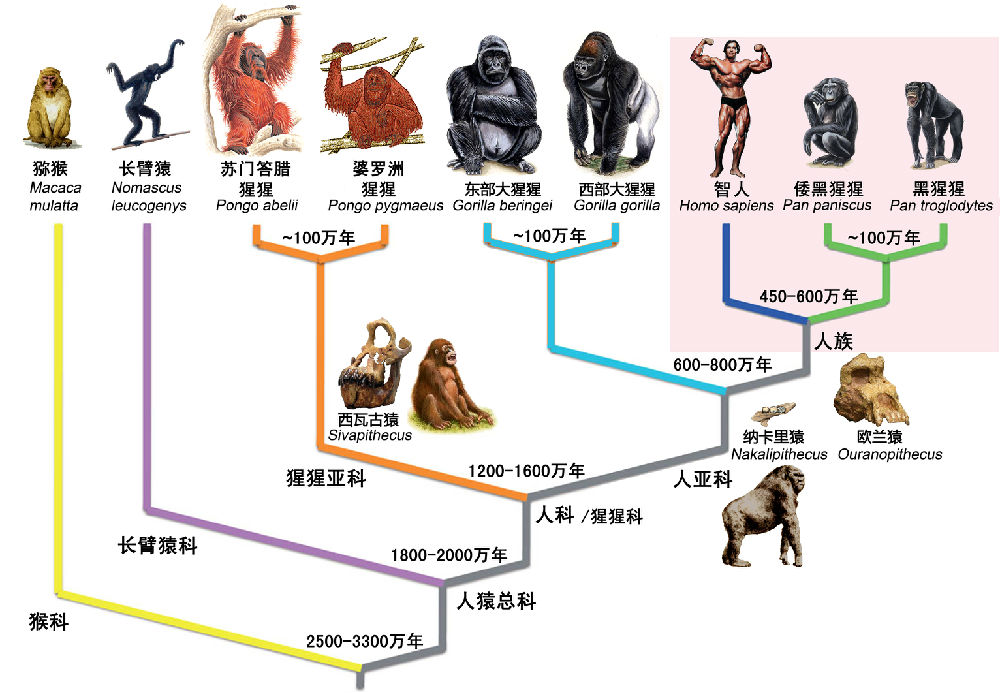 猕猴
Macaca
mulatta
长臂猿
Nomascus
leucogenys
苏门答腊
猩猩
Pongo abelii
婆罗洲
猩猩
Pongo pygmaeus
东部大猩猩
Gorilla beringei
西部大猩猩
Gorilla gorilla
智人
Homo sapiens
倭黑猩猩
Pan paniscus
黑猩猩
Pan troglodytes
~100万年
~100万年
~100万年
450-600万年
人族
600-800万年
西瓦古猿
Sivapithecus
纳卡里猿
Nakalipithecus
欧兰猿
Ouranopithecus
猩猩亚科
1200-1600万年
人亚科
人科 /猩猩科
长臂猿科
1800-2000万年
人猿总科
猴科
2500-3300万年